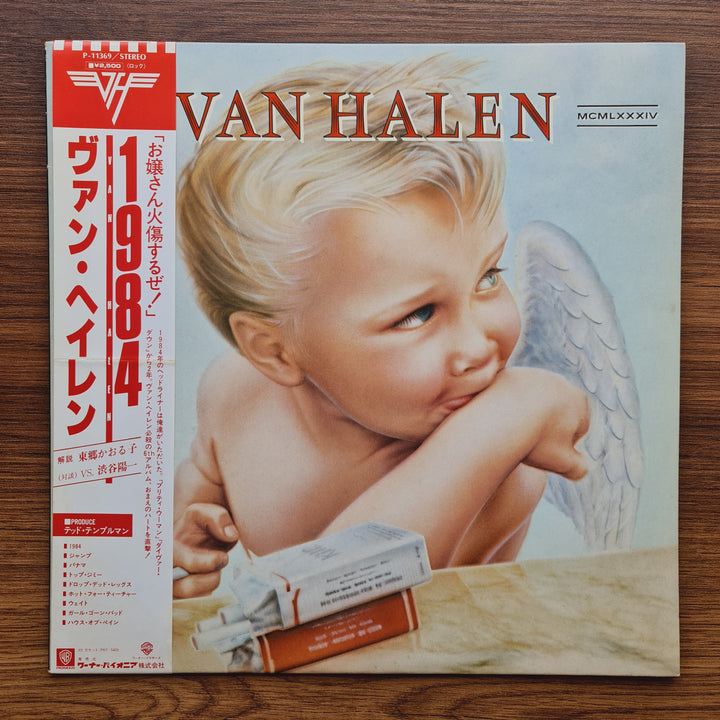 P-11369/STEREO
¥2,500 (ロック)
VH
VAN HALEN
MCMLXXXIV
「お嬢さん火傷するぜ！」
1984
VAN HALEN
ヴァン・ヘイレン
1984年のヘッドライナーは俺達がいただいた。「プリティ・ウーマン」「ダイヴァー・
ダウン」から2年、ヴァン・ヘイレン必殺の6thアルバム、おまえのハートを直撃！
解説 東郷かおる子
(対談) VS. 渋谷陽一
■PRODUCE
テッド・テンプルマン
■1984
■ジャンプ
■パナマ
■トップ・ジミー
■ドロップ・デッド・レッグス
■ホット・フォー・ティーチャー
■ウェイト
■ガール・ゴーン・バッド
■ハウス・オブ・ペイン
ワーナー・パイオニア株式会社